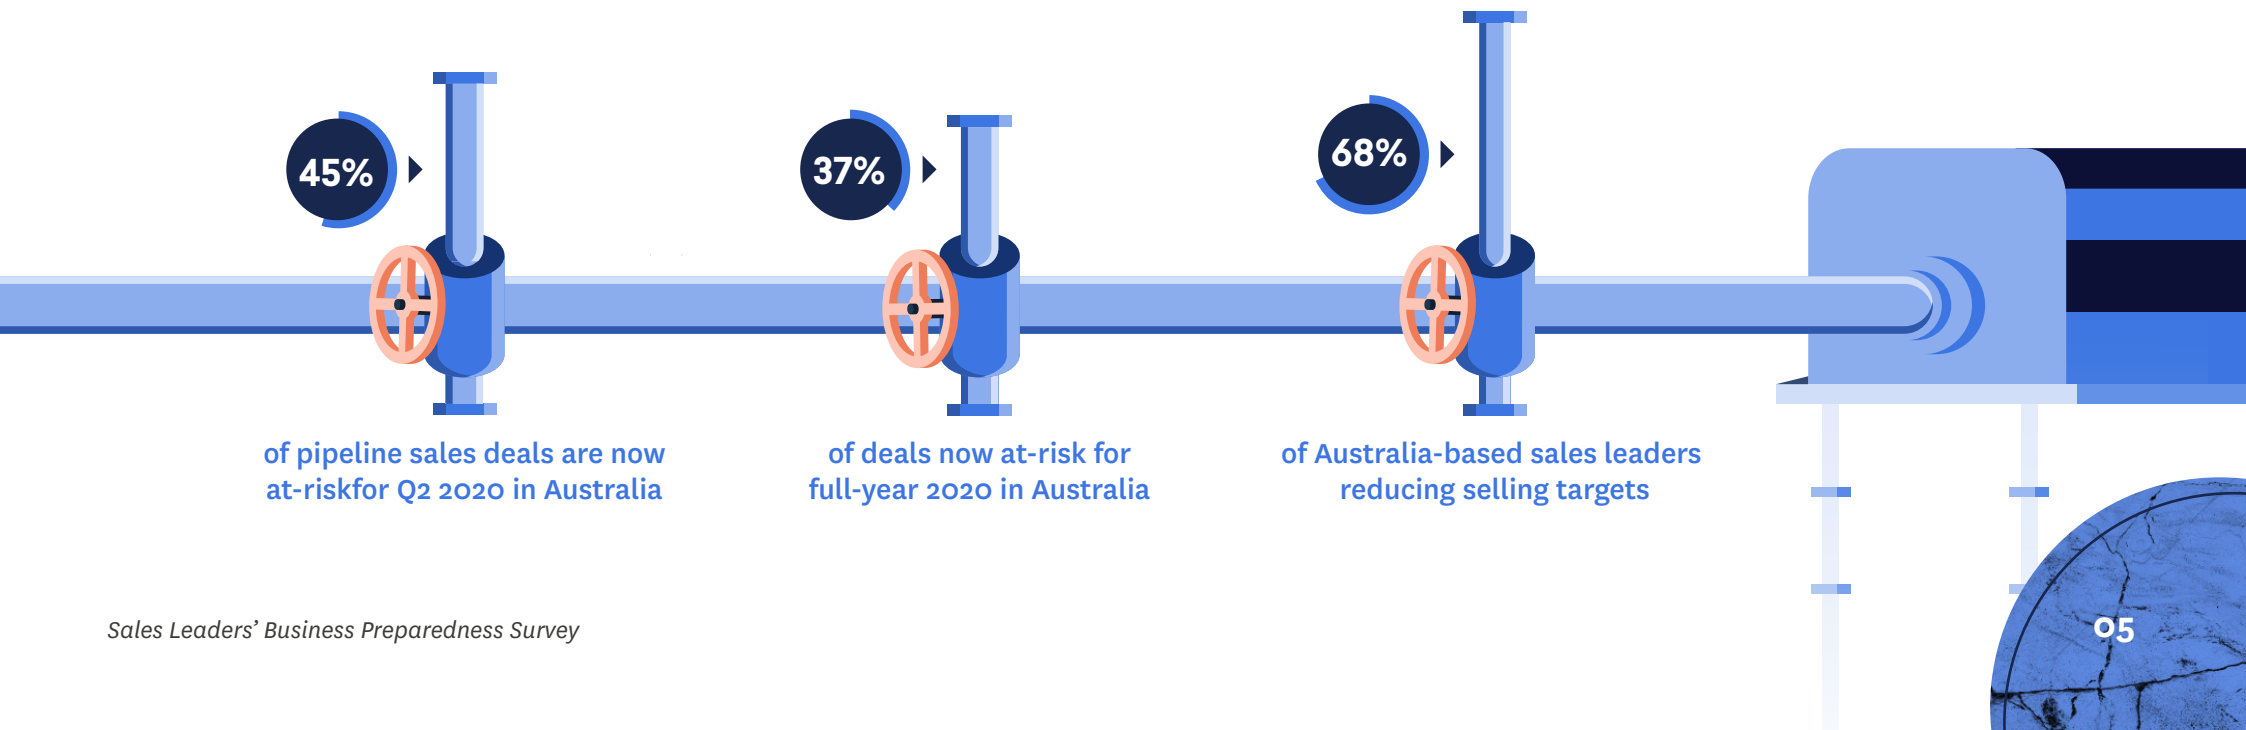 45%
of pipeline sales deals are now
at-riskfor Q2 2020 in Australia
37%
of deals now at-risk for
full-year 2020 in Australia
68%
of Australia-based sales leaders
reducing selling targets
Sales Leaders’ Business Preparedness Survey
05